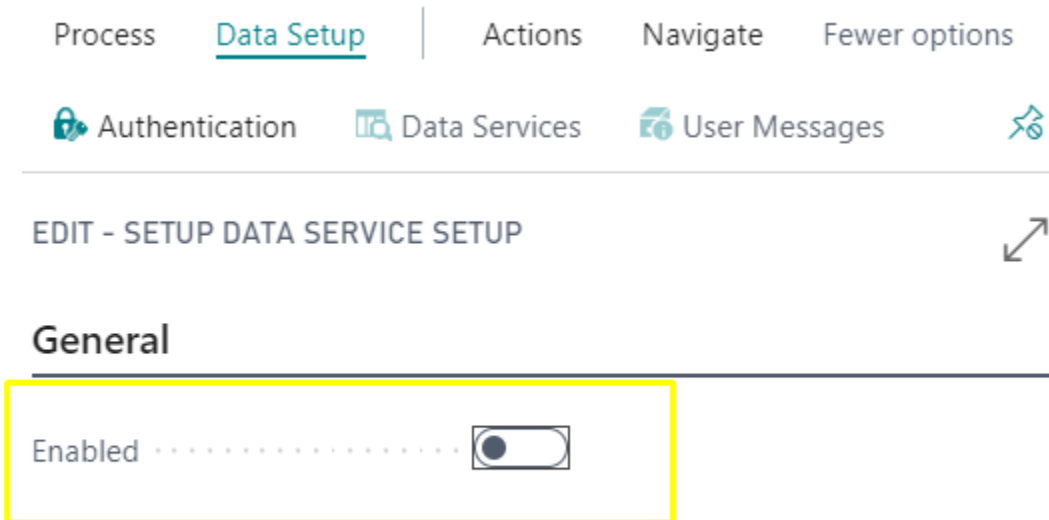 Process Data Setup Actions Navigate Fewer options
Authentication Data Services User Messages
EDIT - SETUP DATA SERVICE SETUP
General
Enabled